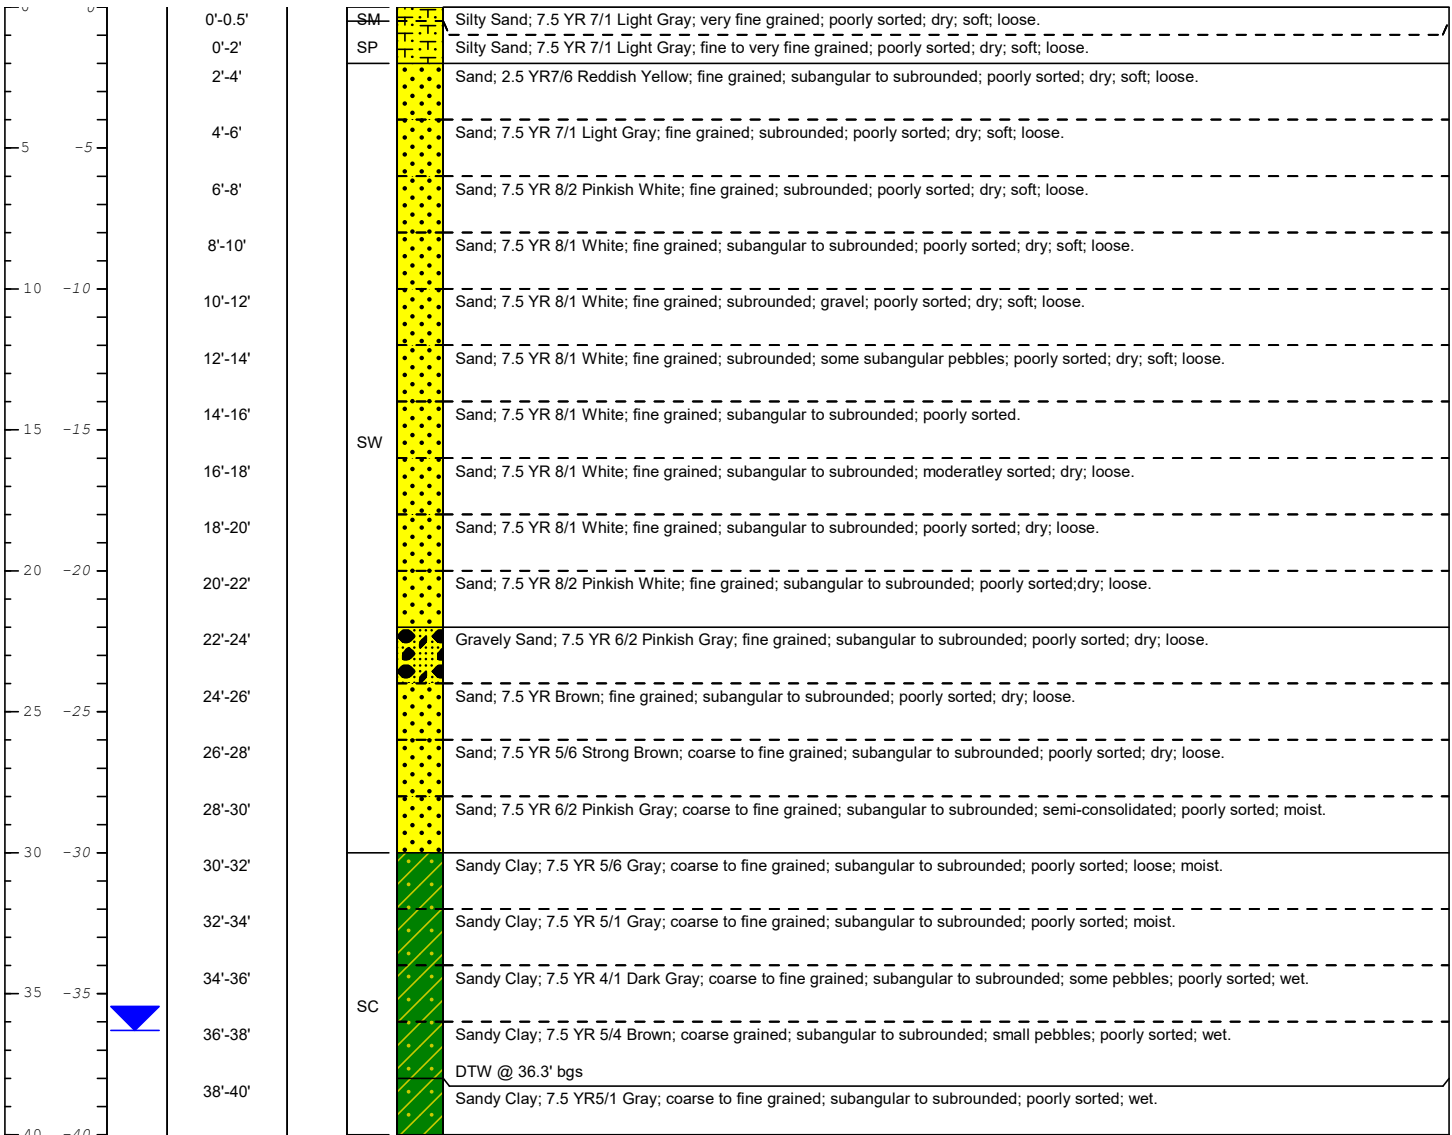 0 0 0'-0.5' SM Silty Sand; 7.5 YR 7/1 Light Gray; very fine grained; poorly sorted; dry; soft; loose.
0'-2' SP Silty Sand; 7.5 YR 7/1 Light Gray; fine to very fine grained; poorly sorted; dry; soft; loose.
2'-4' Sand; 2.5 YR7/6 Reddish Yellow; fine grained; subangular to subrounded; poorly sorted; dry; soft; loose.
4'-6' Sand; 7.5 YR 7/1 Light Gray; fine grained; subrounded; poorly sorted; dry; soft; loose.
5 -5
6'-8' Sand; 7.5 YR 8/2 Pinkish White; fine grained; subrounded; poorly sorted; dry; soft; loose.
8'-10' Sand; 7.5 YR 8/1 White; fine grained; subangular to subrounded; poorly sorted; dry; soft; loose.
10 -10
10'-12' Sand; 7.5 YR 8/1 White; fine grained; subrounded; gravel; poorly sorted; dry; soft; loose.
12'-14' Sand; 7.5 YR 8/1 White; fine grained; subrounded; some subangular pebbles; poorly sorted; dry; soft; loose.
14'-16' Sand; 7.5 YR 8/1 White; fine grained; subangular to subrounded; poorly sorted.
15 -15
SW
16'-18' Sand; 7.5 YR 8/1 White; fine grained; subangular to subrounded; moderatley sorted; dry; loose.
18'-20' Sand; 7.5 YR 8/1 White; fine grained; subangular to subrounded; poorly sorted; dry; loose.
20 -20
20'-22' Sand; 7.5 YR 8/2 Pinkish White; fine grained; subangular to subrounded; poorly sorted;dry; loose.
22'-24' Gravely Sand; 7.5 YR 6/2 Pinkish Gray; fine grained; subangular to subrounded; poorly sorted; dry; loose.
24'-26' Sand; 7.5 YR Brown; fine grained; subangular to subrounded; poorly sorted; dry; loose.
25 -25
26'-28' Sand; 7.5 YR 5/6 Strong Brown; coarse to fine grained; subangular to subrounded; poorly sorted; dry; loose.
28'-30' Sand; 7.5 YR 6/2 Pinkish Gray; coarse to fine grained; subangular to subrounded; semi-consolidated; poorly sorted; moist.
30 -30
30'-32' Sandy Clay; 7.5 YR 5/6 Gray; coarse to fine grained; subangular to subrounded; poorly sorted; loose; moist.
32'-34' Sandy Clay; 7.5 YR 5/1 Gray; coarse to fine grained; subangular to subrounded; poorly sorted; moist.
34'-36' Sandy Clay; 7.5 YR 4/1 Dark Gray; coarse to fine grained; subangular to subrounded; some pebbles; poorly sorted; wet.
35 -35
SC
36'-38' Sandy Clay; 7.5 YR 5/4 Brown; coarse grained; subangular to subrounded; small pebbles; poorly sorted; wet.
DTW @ 36.3' bgs
38'-40' Sandy Clay; 7.5 YR5/1 Gray; coarse to fine grained; subangular to subrounded; poorly sorted; wet.
40 -40